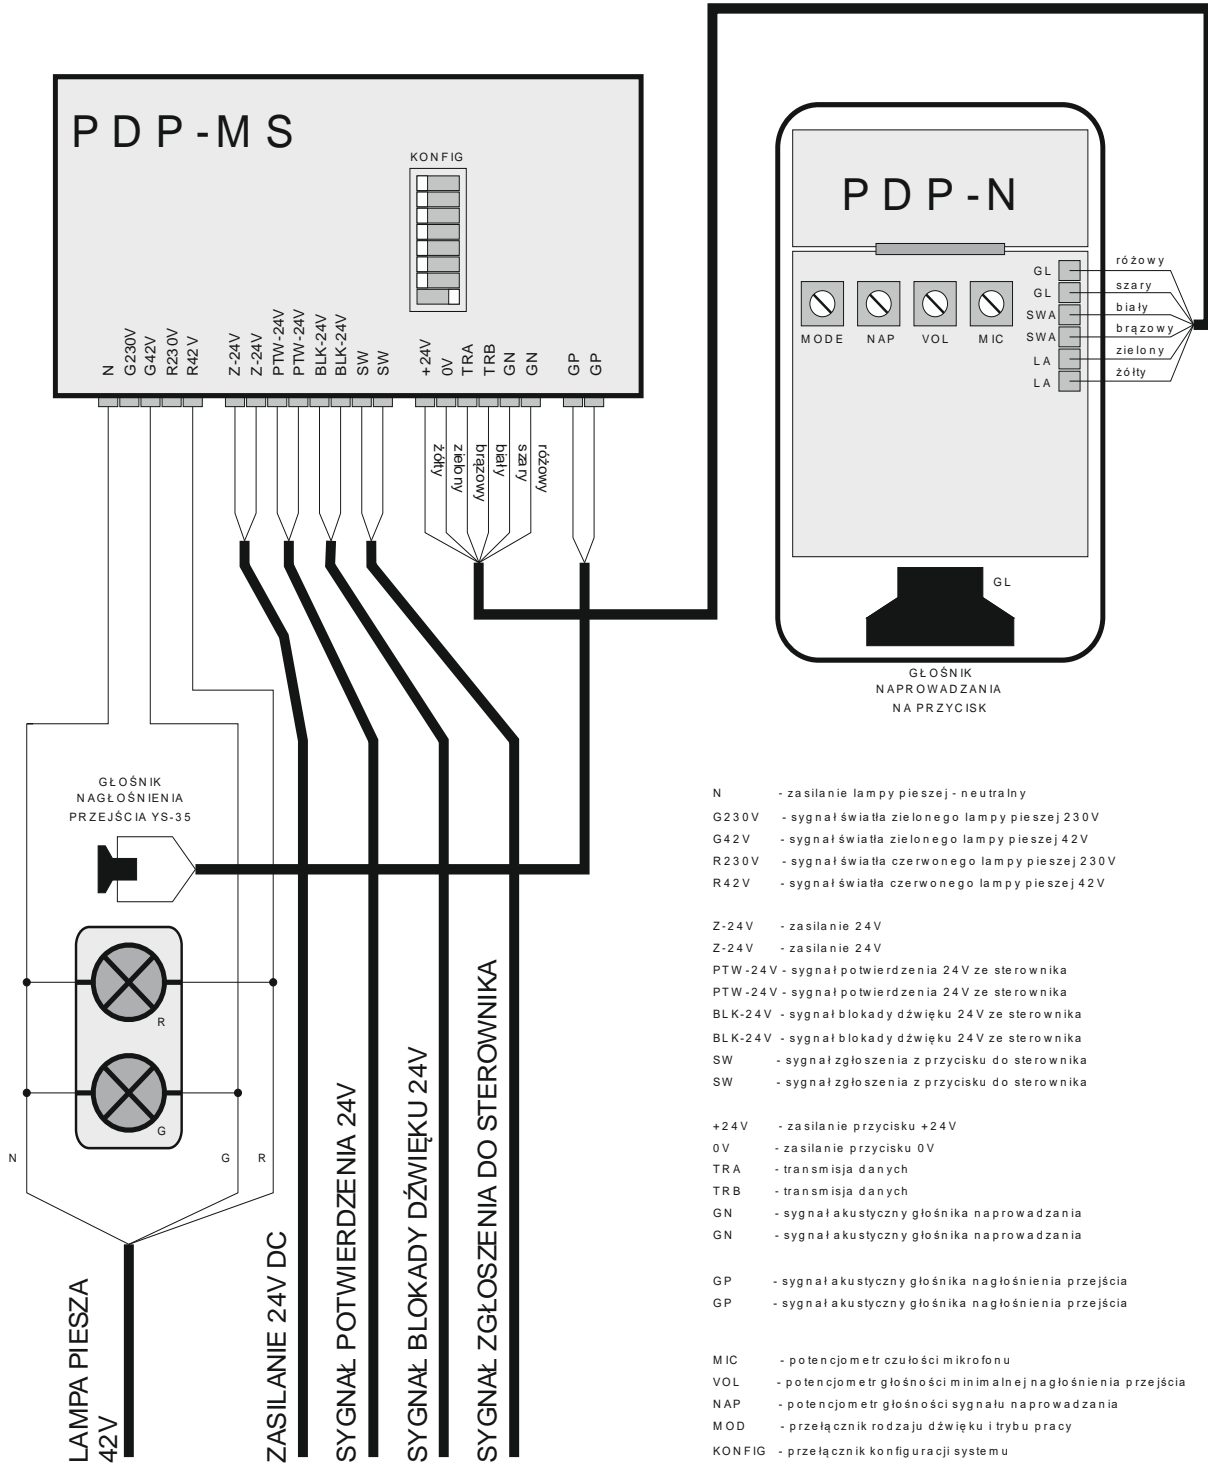 PDP-MS
KONFIG
N
G230V
G42V
R230V
R42V
Z-24V
Z-24V
PTW-24V
PTW-24V
BLK-24V
BLK-24V
SW
SW
+24V
0V
TRA
TRB
GN
GN
GP
GP
żółty
zielony
brązowy
biały
szary
różowy
PDP-N
MODE
NAP
VOL
MIC
GL
GL
SWA
SWA
LA
LA
różowy
szary
biały
brązowy
zielony
żółty
GL
GŁOŚNIK
NAPROWADZANIA
NA PRZYCISK
GŁOŚNIK
NAGŁOŚNIENIA
PRZEJŚCIA YS-35
R
G
N
G
R
LAMPA PIESZA
42V
ZASILANIE 24V DC
SYGNAŁ POTWIERDZENIA 24V
SYGNAŁ BLOKADY DŹWIĘKU 24V
SYGNAŁ ZGŁOSZENIA DO STEROWNIKA
N - zasilanie lampy pieszej - neutralny
G230V - sygnał światła zielonego lampy pieszej 230V
G42V - sygnał światła zielonego lampy pieszej 42V
R230V - sygnał światła czerwonego lampy pieszej 230V
R42V - sygnał światła czerwonego lampy pieszej 42V
Z-24V - zasilanie 24V
Z-24V - zasilanie 24V
PTW-24V - sygnał potwierdzenia 24V ze sterownika
PTW-24V - sygnał potwierdzenia 24V ze sterownika
BLK-24V - sygnał blokady dźwięku 24V ze sterownika
BLK-24V - sygnał blokady dźwięku 24V ze sterownika
SW - sygnał zgłoszenia z przycisku do sterownika
SW - sygnał zgłoszenia z przycisku do sterownika
+24V - zasilanie przycisku +24V
0V - zasilanie przycisku 0V
TRA - transmisja danych
TRB - transmisja danych
GN - sygnał akustyczny głośnika naprowadzania
GN - sygnał akustyczny głośnika naprowadzania
GP - sygnał akustyczny głośnika nagłośnienia przejścia
GP - sygnał akustyczny głośnika nagłośnienia przejścia
MIC - potencjometr czułości mikrofonu
VOL - potencjometr głośności minimalnej nagłośnienia przejścia
NAP - potencjometr głośności sygnału naprowadzania
MOD - przełącznik rodzaju dźwięku i trybu pracy
KONFIG - przełącznik konfiguracji systemu